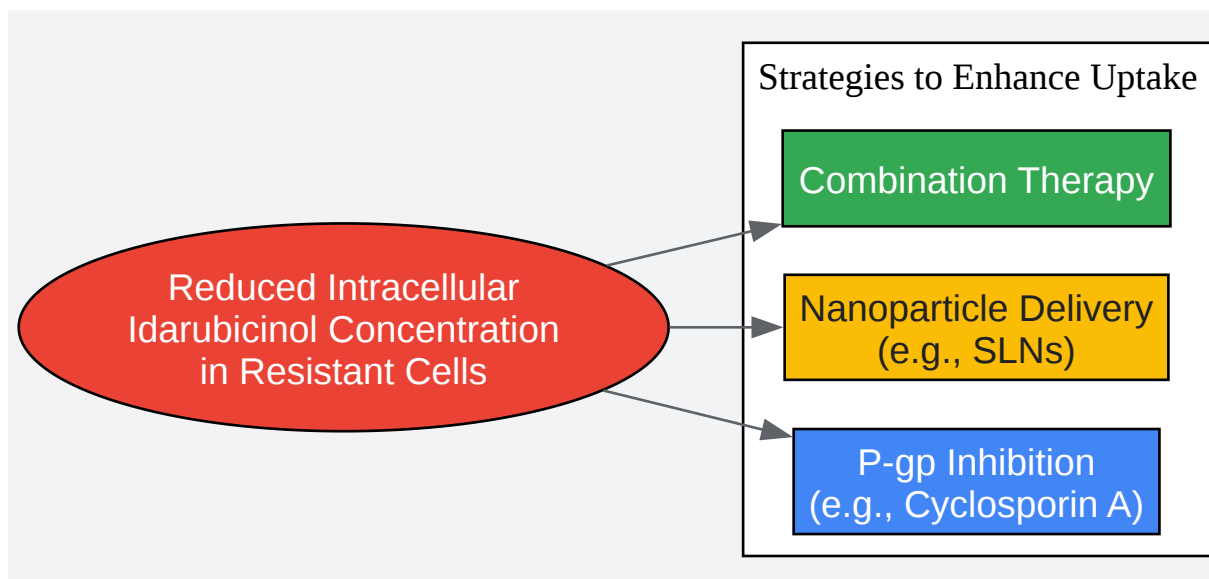 Strategies to Enhance Uptake
Combination Therapy
Reduced Intracellular
Idarubicinol Concentration
in Resistant Cells
Nanoparticle Delivery
(e.g., SLNs)
P-gp Inhibition
(e.g., Cyclosporin A)